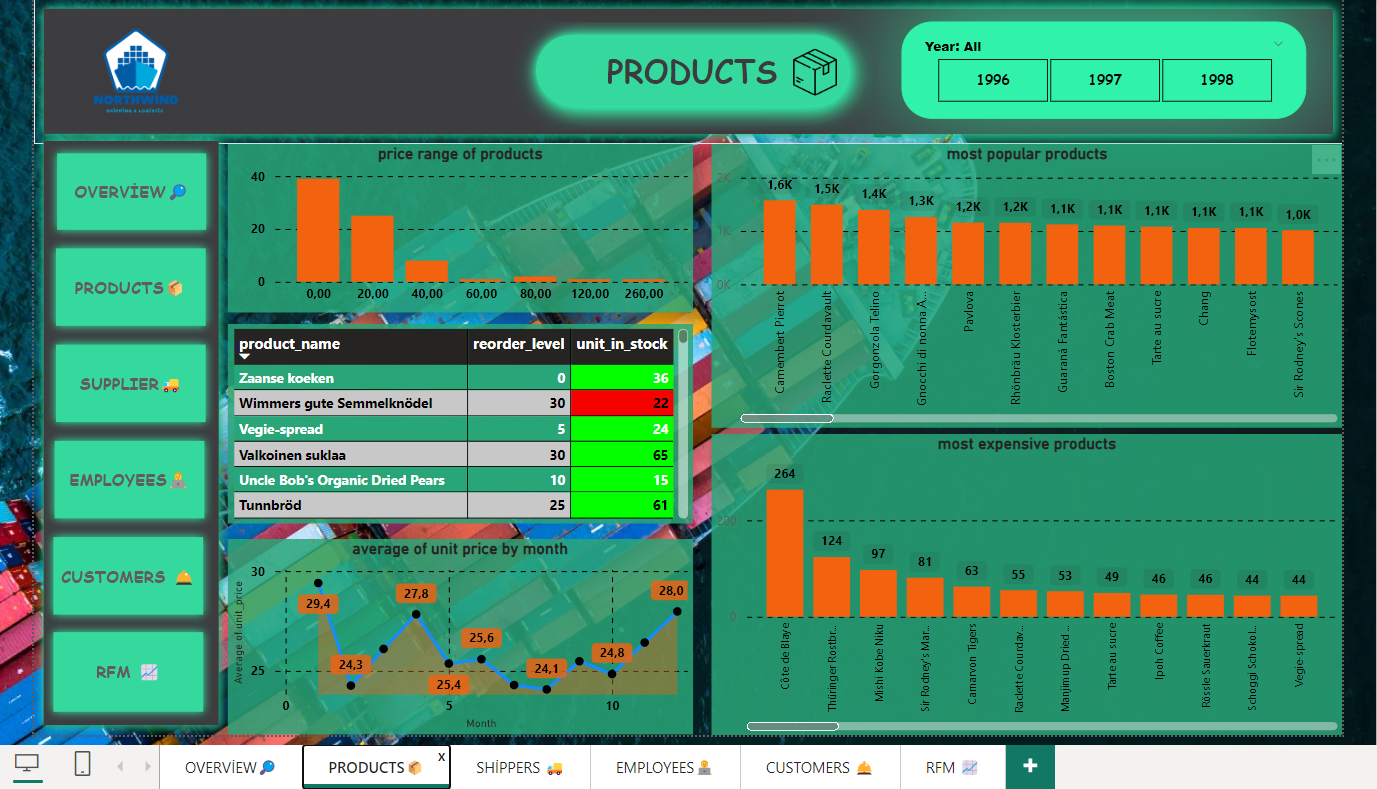 NORTHWİND
PRODUCTS
Year: All
1996
1997
1998
OVERVİEW
PRODUCTS
SUPPLIER
EMPLOYEES
CUSTOMERS
RFM
price range of products
40
20
0
0,00
20,00
40,00
60,00
80,00
120,00
260,00
product_name reorder_level unit_in_stock
Zaanse koeken 0 36
Wimmers gute Semmelknödel 30 22
Vegie-spread 5 24
Valkoinen suklaa 30 65
Uncle Bob's Organic Dried Pears 10 15
Tunnbröd 25 61
average of unit price by month
Average of unit_price
30
25
29,4
24,3
27,8
25,4
25,6
24,1
24,8
28,0
0
5
10
Month
most popular products
2K
1K
0K
1,6K
1,5K
1,4K
1,3K
1,2K
1,2K
1,1K
1,1K
1,1K
1,1K
1,1K
1,0K
Camembert Pierrot
Raclette Courdavault
Gorgonzola Telino
Gnocchi di nonna A...
Pavlova
Rhönbräu Klosterbier
Guaraná Fantástica
Boston Crab Meat
Tarte au sucre
Chang
Flotemysost
Sir Rodney's Scones
most expensive products
200
0
264
124
97
81
63
55
53
49
46
46
44
44
Côte de Blaye
Thüringer Rostbr...
Mishi Kobe Niku
Sir Rodney's Mar...
Carnarvon Tigers
Raclette Courdav...
Manjimup Dried ...
Tarte au sucre
Ipoh Coffee
Rössle Sauerkraut
Schoggi Schokol...
Vegie-spread
OVERVİEW
PRODUCTS
X
SHİPPERS
EMPLOYEES
CUSTOMERS
RFM